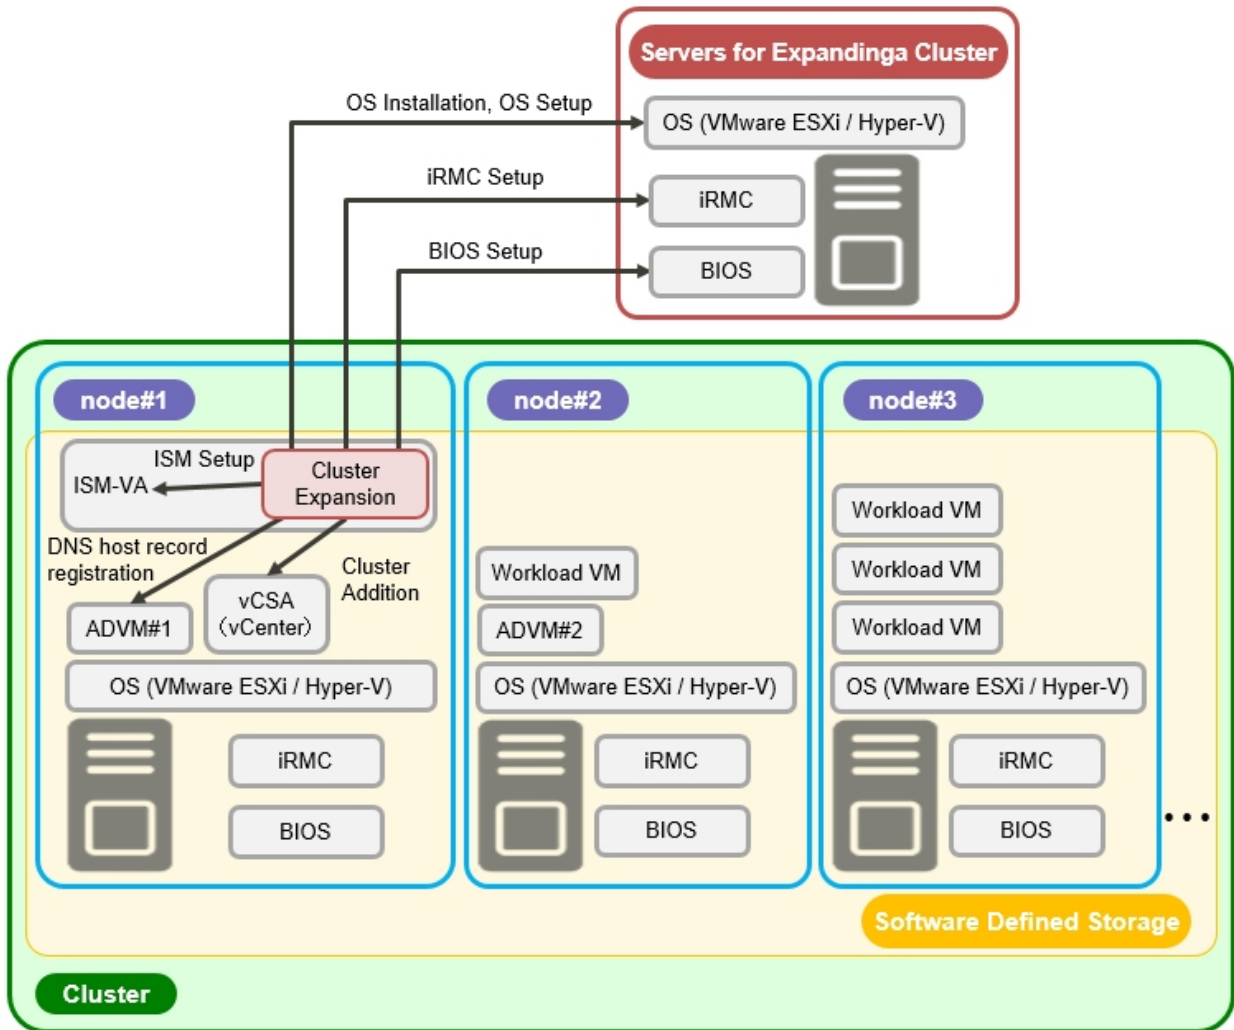 Servers for Expandinga Cluster
OS Installation, OS Setup
OS (VMware ESXi / Hyper-V)
iRMC Setup
iRMC
BIOS Setup
BIOS
node#1
node#2
node#3
ISM Setup
ISM-VA
Cluster
Expansion
DNS host record
registration
Cluster
Addition
vCSA
(vCenter)
ADVM#1
OS (VMware ESXi / Hyper-V)
iRMC
BIOS
Workload VM
ADVM#2
OS (VMware ESXi / Hyper-V)
iRMC
BIOS
Workload VM
Workload VM
Workload VM
OS (VMware ESXi / Hyper-V)
iRMC
BIOS
...
Software Defined Storage
Cluster